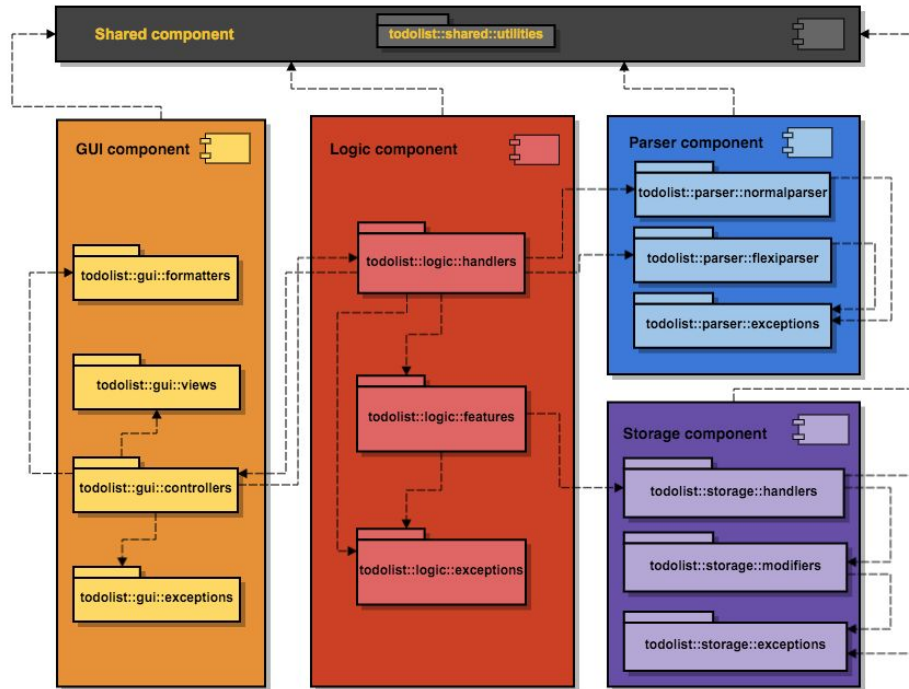 Shared component
todolist::shared::utilities
GUI component
todolist::gui::formatters
todolist::gui::views
todolist::gui::controllers
todolist::gui::exceptions
Logic component
todolist::logic::handlers
todolist::logic::features
todolist::logic::exceptions
Parser component
todolist::parser::normalparser
todolist::parser::flexiparser
todolist::parser::exceptions
Storage component
todolist::storage::handlers
todolist::storage::modifiers
todolist::storage::exceptions